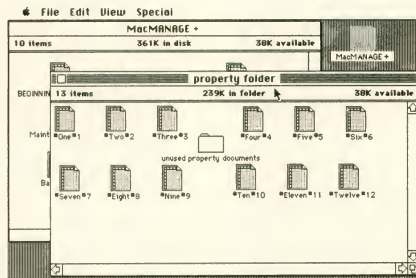 File Edit View Special
MacMANAGE +
10 items 361K in disk 38K available
MacMANAGE +
property folder
BEGINNIN
13 items 239K in folder 38K available
Maint
"One"1 "Two"2 "Three"3 "Four"4 "Five"5 "Six"6
unused property documents
Ba
"Seven"7 "Eight"8 "Nine"9 "Ten"10 "Eleven"11 "Twelve"12